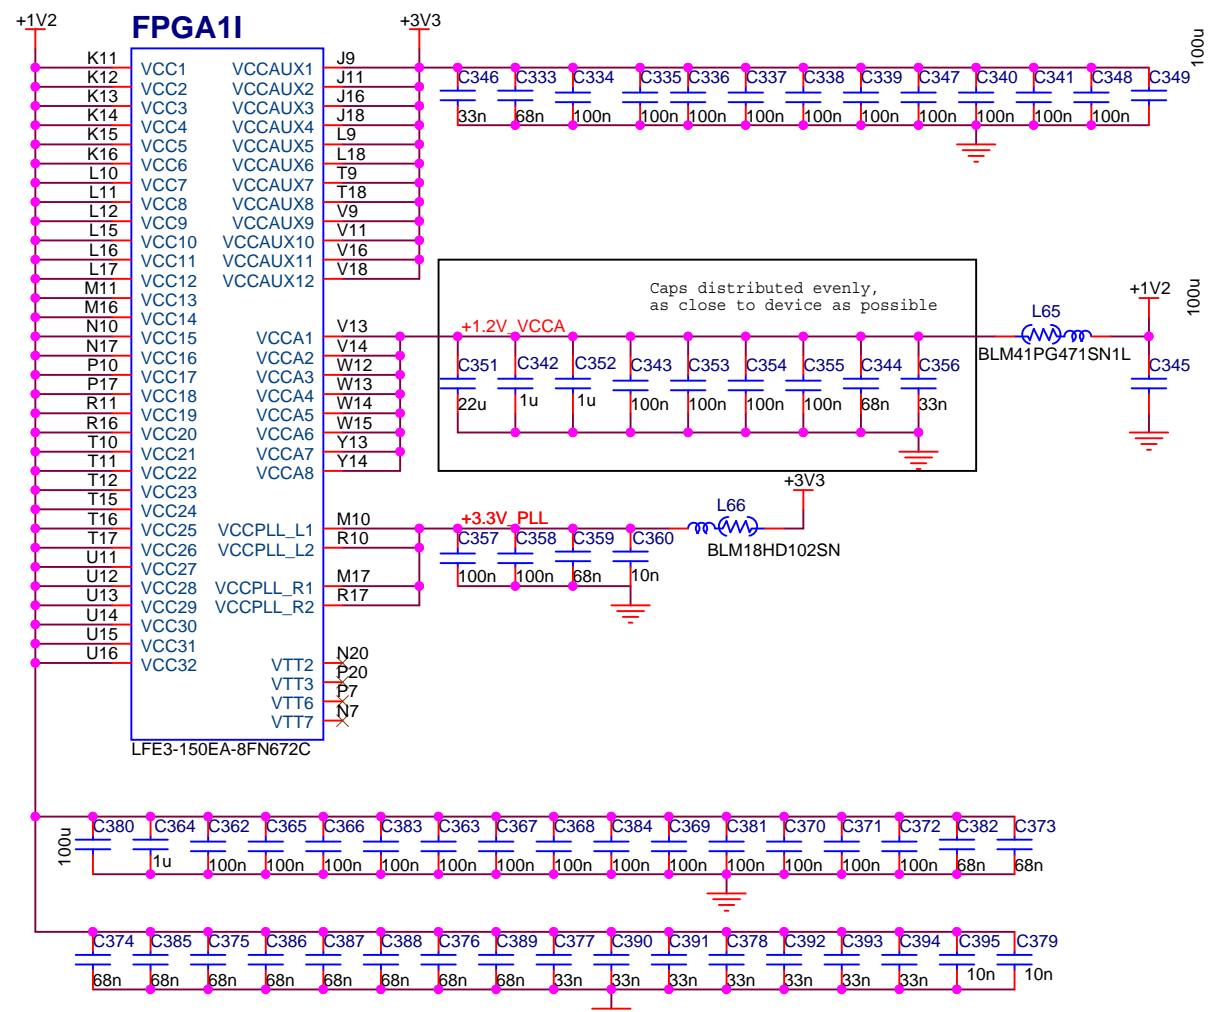 +1V2
FPGA1I
+3V3
K11 VCC1 VCCAUX1 J9
K12 VCC2 VCCAUX2 J11
K13 VCC3 VCCAUX3 J16
K14 VCC4 VCCAUX4 J18
K15 VCC5 VCCAUX5 L9
K16 VCC6 VCCAUX6 L18
L10 VCC7 VCCAUX7 T9
L11 VCC8 VCCAUX8 T18
L12 VCC9 VCCAUX9 V9
L15 VCC10 VCCAUX10 V11
L16 VCC11 VCCAUX11 V16
L17 VCC12 VCCAUX12 V18
M11 VCC13
M16 VCC14
N10 VCC15 VCCA1 V13
N17 VCC16 VCCA2 V14
P10 VCC17 VCCA3 W12
P17 VCC18 VCCA4 W13
R11 VCC19 VCCA5 W14
R16 VCC20 VCCA6 W15
T10 VCC21 VCCA7 Y13
T11 VCC22 VCCA8 Y14
T12 VCC23
T15 VCC24
T16 VCC25 VCCPLL_L1 M10
T17 VCC26 VCCPLL_L2 R10
U11 VCC27
U12 VCC28 VCCPLL_R1 M17
U13 VCC29 VCCPLL_R2 R17
U14 VCC30
U15 VCC31
U16 VCC32 VTT2 N20
VTT3 P20
VTT6 P7
VTT7 N7
LFE3-150EA-8FN672C
C346 C333 C334 C335 C336 C337 C338 C339 C347 C340 C341 C348 C349
33n 68n 100n 100n 100n 100n 100n 100n 100n 100n 100n 100n 100u
Caps distributed evenly,
as close to device as possible
+1.2V_VCCA
C351 C342 C352 C343 C353 C354 C355 C344 C356
22u 1u 1u 100n 100n 100n 100n 68n 33n
L65
BLM41PG471SN1L
+1V2
100u
C345
+3V3
+3.3V_PLL
L66
BLM18HD102SN
C357 C358 C359 C360
100n 100n 68n 10n
C380 C364 C362 C365 C366 C383 C363 C367 C368 C384 C369 C381 C370 C371 C372 C382 C373
100u 1u 100n 100n 100n 100n 100n 100n 100n 100n 100n 100n 100n 100n 100n 68n 68n
C374 C385 C375 C386 C387 C388 C376 C389 C377 C390 C391 C378 C392 C393 C394 C395 C379
68n 68n 68n 68n 68n 68n 68n 68n 33n 33n 33n 33n 33n 33n 33n 10n 10n